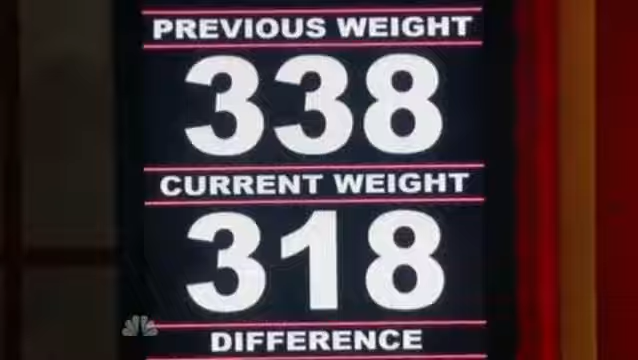 PREVIOUS WEIGHT
338
CURRENT WEIGHT
318
DIFFERENCE